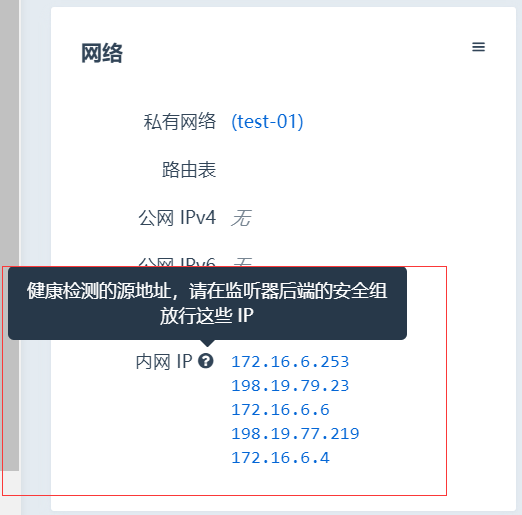 网络
私有网络 (test-01)
路由表
公网 IPv4 无
公网 IPv6 无
健康检测的源地址，请在监听器后端的安全组
放行这些 IP
内网 IP 172.16.6.253
198.19.79.23
172.16.6.6
198.19.77.219
172.16.6.4